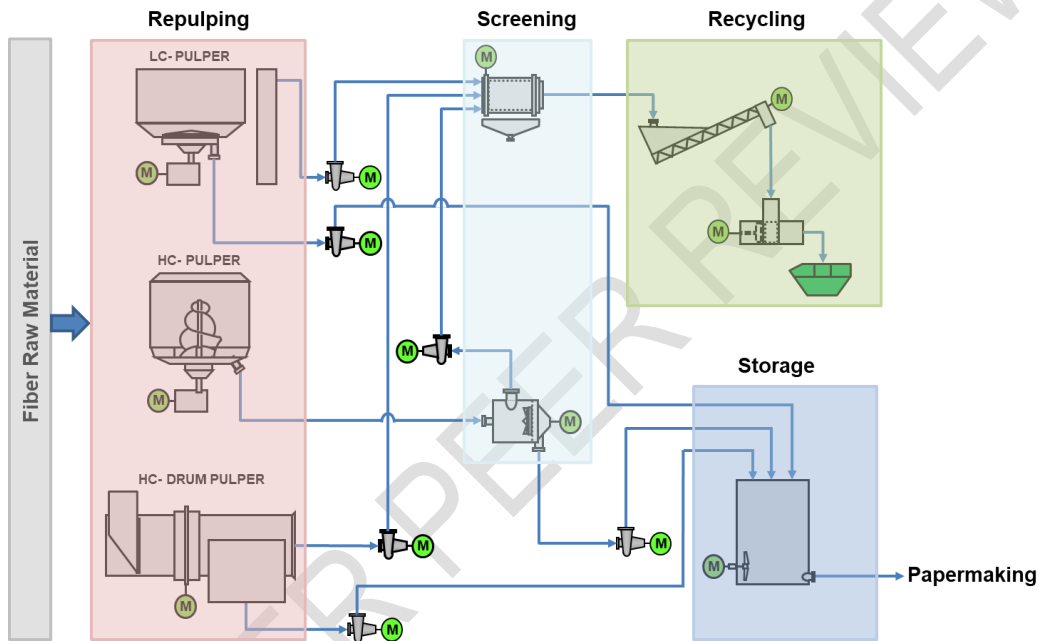 Repulping
Screening
Recycling
LC- PULPER
M
M
M
M
M
M
M
HC- PULPER
M
M
M
Fiber Raw Material
Storage
HC- DRUM PULPER
M
M
M
M
Papermaking
PEER REVIEW